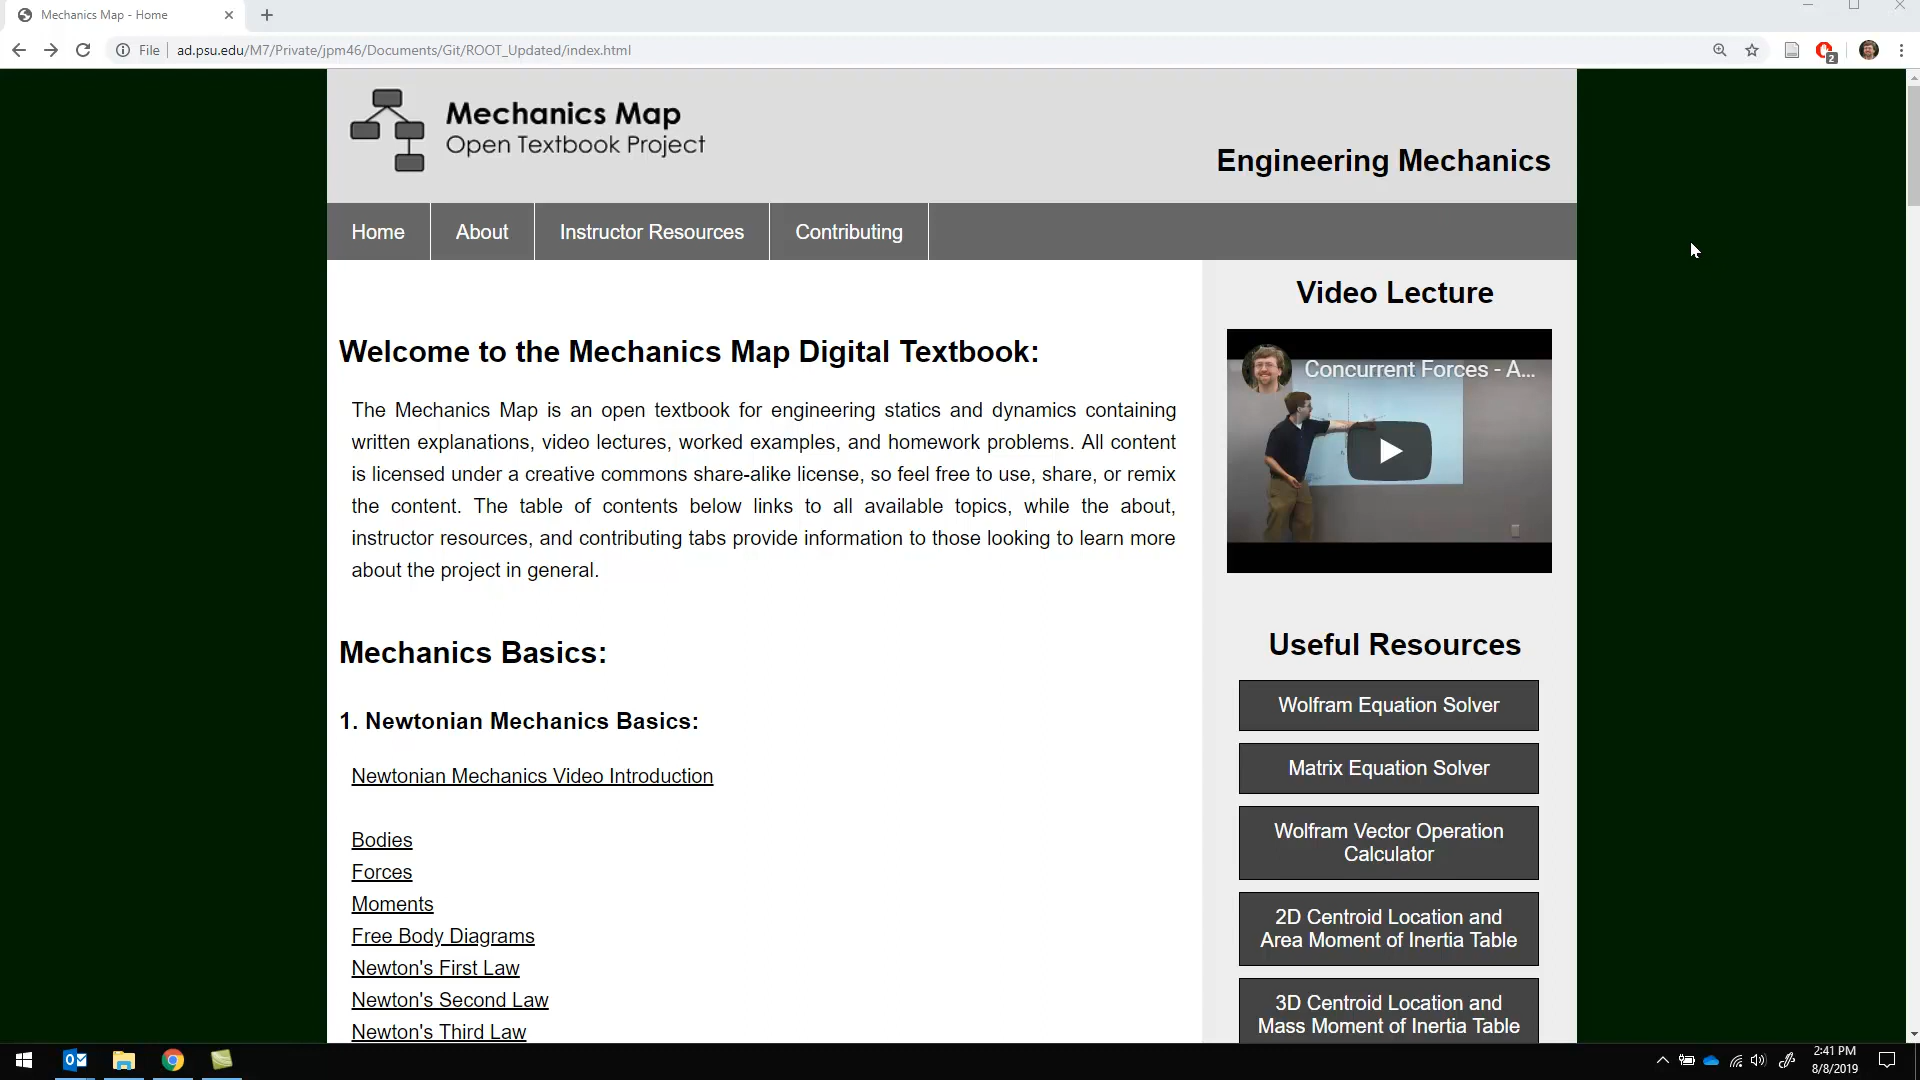 Mechanics Map - Home
File
ad.psu.edu/M7/Private/jpm46/Documents/Git/ROOT_Updated/index.html
2
Mechanics Map
Open Textbook Project
Engineering Mechanics
Home
About
Instructor Resources
Contributing
Welcome to the Mechanics Map Digital Textbook:
The Mechanics Map is an open textbook for engineering statics and dynamics containing
written explanations, video lectures, worked examples, and homework problems. All content
is licensed under a creative commons share-alike license, so feel free to use, share, or remix
the content. The table of contents below links to all available topics, while the about,
instructor resources, and contributing tabs provide information to those looking to learn more
about the project in general.
Mechanics Basics:
1. Newtonian Mechanics Basics:
Newtonian Mechanics Video Introduction
Bodies
Forces
Moments
Free Body Diagrams
Newton's First Law
Newton's Second Law
Newton's Third Law
Video Lecture
Concurrent Forces - A...
Useful Resources
Wolfram Equation Solver
Matrix Equation Solver
Wolfram Vector Operation
Calculator
2D Centroid Location and
Area Moment of Inertia Table
3D Centroid Location and
Mass Moment of Inertia Table
2:41 PM
8/8/2019